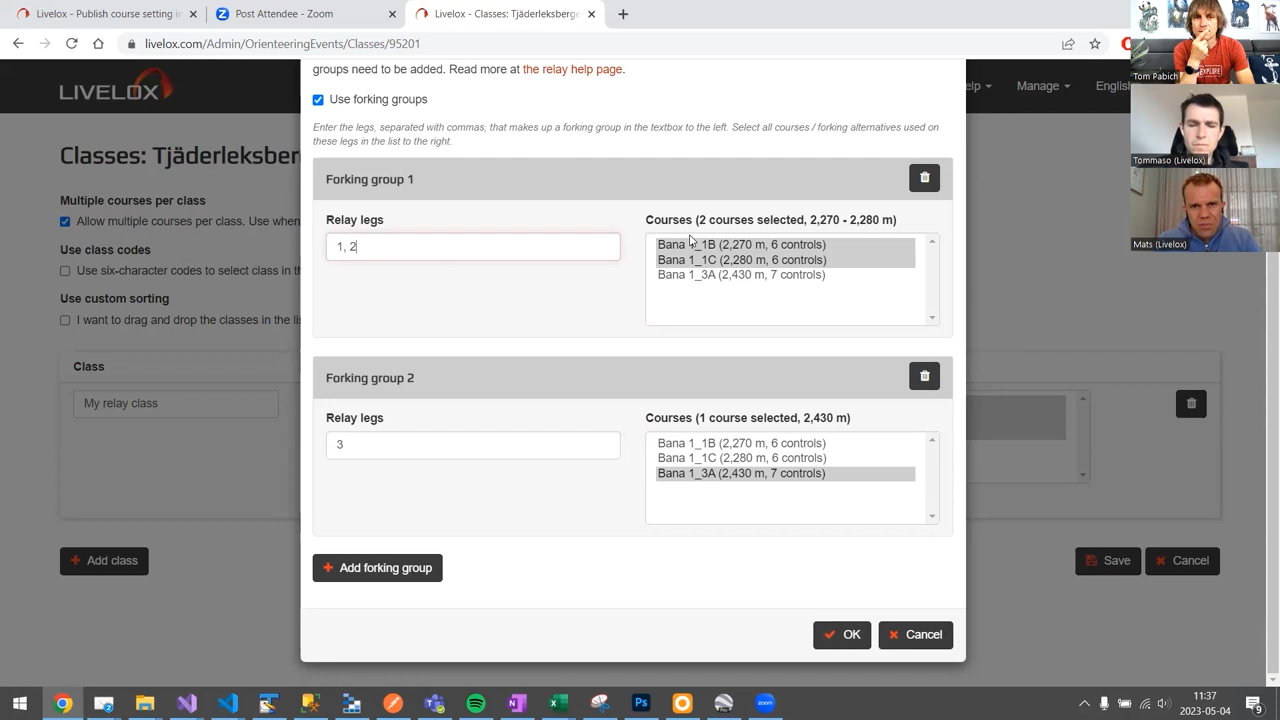 Livelox - Publish course setting in
Post Attendee - Zoom
Livelox - Classes: Tjäderleksberge
livelox.com/Admin/OrienteeringEvents/Classes/95201
LIVELOX
elp
Manage
English
groups need to be added. Read more at the relay help page.
Use forking groups
Enter the legs, separated with commas, that makes up a forking group in the textbox to the left. Select all courses / forking alternatives used on
these legs in the list to the right.
Classes: Tjäderleksber
Multiple courses per class
Allow multiple courses per class. Use when
Use class codes
Use six-character codes to select class in th
Use custom sorting
I want to drag and drop the classes in the lis
Class
My relay class
Add class
Forking group 1
Relay legs
1, 2
Courses (2 courses selected, 2,270 - 2,280 m)
Bana 1_1B (2,270 m, 6 controls)
Bana 1_1C (2,280 m, 6 controls)
Bana 1_3A (2,430 m, 7 controls)
Forking group 2
Relay legs
3
Courses (1 course selected, 2,430 m)
Bana 1_1B (2,270 m, 6 controls)
Bana 1_1C (2,280 m, 6 controls)
Bana 1_3A (2,430 m, 7 controls)
Add forking group
OK
Cancel
Save
Cancel
EXPLORE
Tom Pabich
Tommaso (Livelox)
Mats (Livelox)
11:37
2023-05-04
9